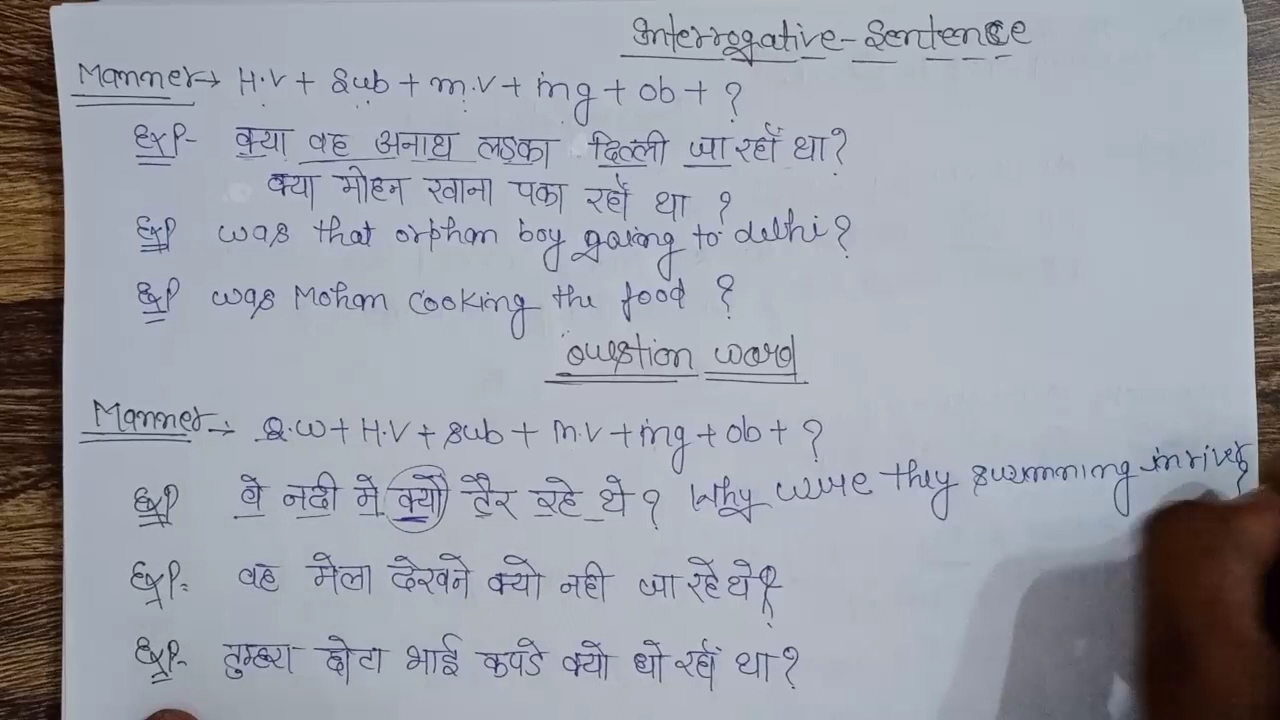 Interrogative-Sentence
Manner→ H.V + Sub + m.V + ing + ob + ?
Exp- क्या वह अनाथ लड़का दिल्ली जा रहा था?
क्या मोहन खाना पका रहा था ?
Exp was that orphan boy going to delhi?
Exp was Mohan cooking the food ?
Question word
Manner→ Q.W + H.V + Sub + m.V + ing + ob + ?
Exp वे नदी मे क्यों तैर रहे थे? Why were they swimming in river?
Exp- वह मेला देखने क्यो नही जा रहे थे?
Exp- तुम्हरा छोटा भाई कपडे क्यों धो रहा था?